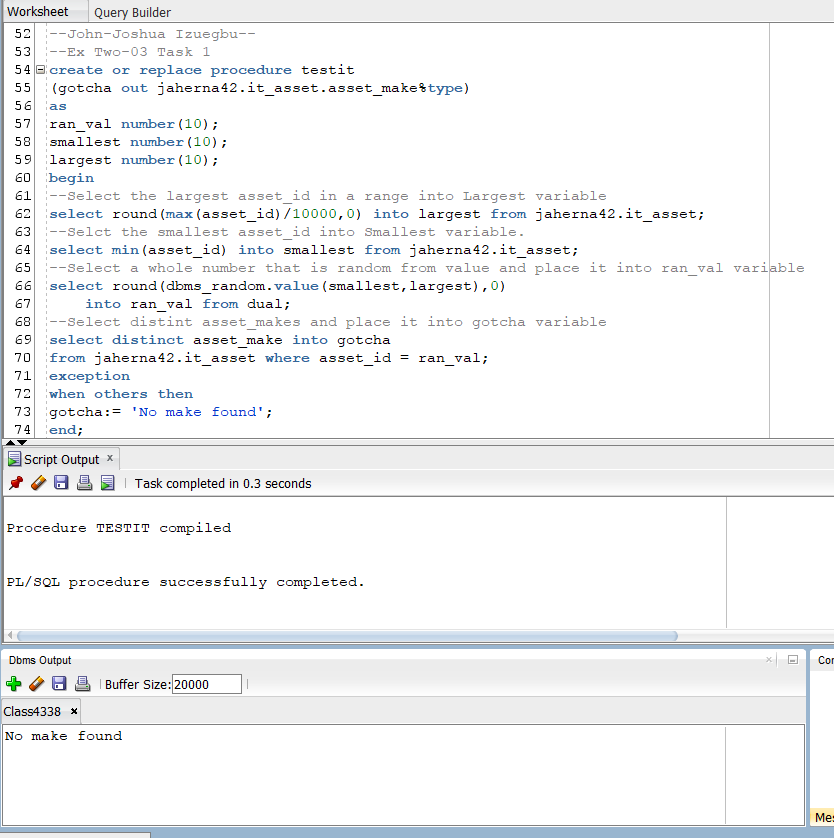 Worksheet Query Builder
52 --John-Joshua Izuegbu--
53 --Ex Two-03 Task 1
54 create or replace procedure testit
55 (gotcha out jaherna42.it_asset.asset_make%type)
56 as
57 ran_val number(10);
58 smallest number(10);
59 largest number(10);
60 begin
61 --Select the largest asset_id in a range into Largest variable
62 select round(max(asset_id)/10000,0) into largest from jaherna42.it_asset;
63 --Selct the smallest asset_id into Smallest variable.
64 select min(asset_id) into smallest from jaherna42.it_asset;
65 --Select a whole number that is random from value and place it into ran_val variable
66 select round(dbms_random.value(smallest,largest),0)
67 into ran_val from dual;
68 --Select distint asset_makes and place it into gotcha variable
69 select distinct asset_make into gotcha
70 from jaherna42.it_asset where asset_id = ran_val;
71 exception
72 when others then
73 gotcha:= 'No make found';
74 end;
Script Output x
Task completed in 0.3 seconds
Procedure TESTIT compiled
PL/SQL procedure successfully completed.
Dbms Output
Buffer Size: 20000
Class4338
No make found